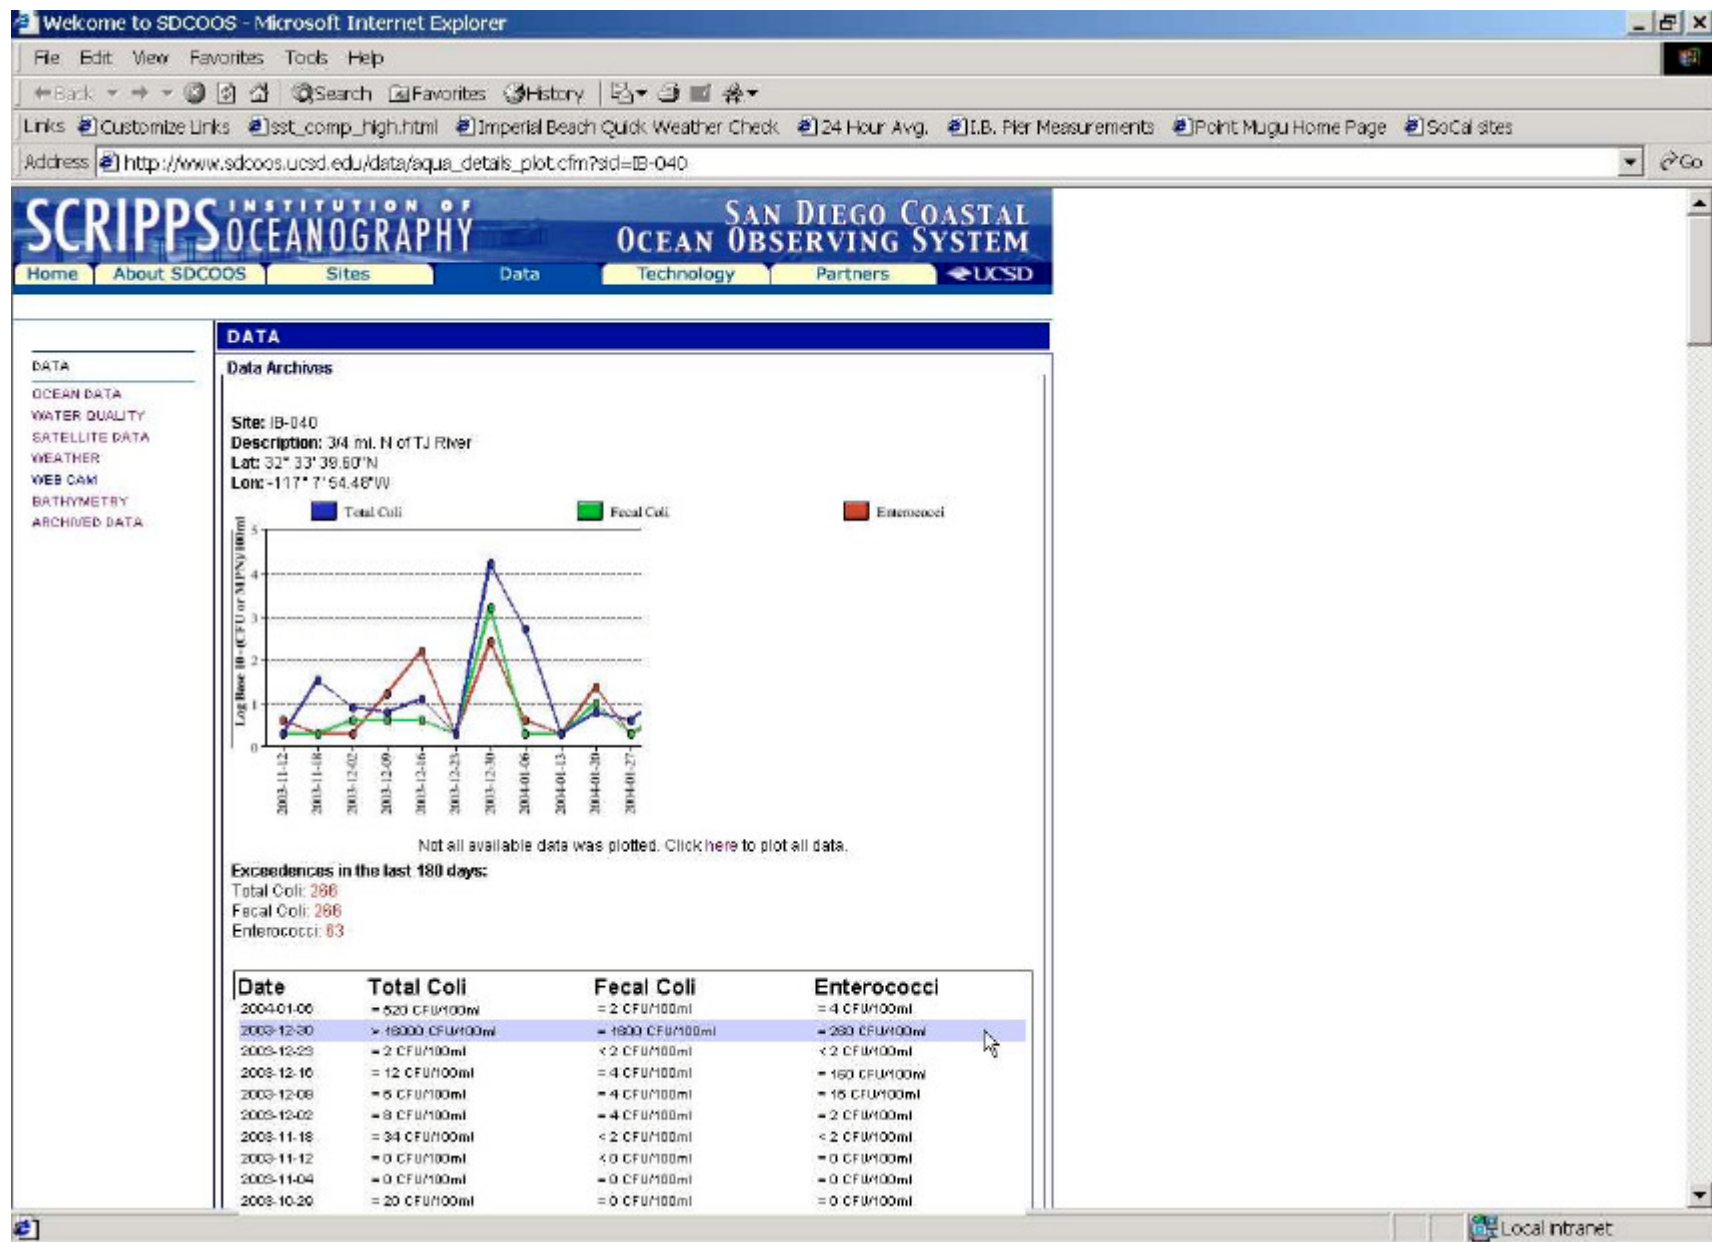 Welcome to SDCOOS - Microsoft Internet Explorer
File Edit View Favorites Tools Help
Back Search Favorites History
Links Customize Links sst_comp_high.html Imperial Beach Quick Weather Check 24 Hour Avg. I.B. Pier Measurements Point Mugu Home Page SoCal sites
Address http://www.sdcoos.ucsd.edu/data/aqua_details_plot.cfm?sid=IB-040 Go
SCRIPPS INSTITUTION OF OCEANOGRAPHY
SAN DIEGO COASTAL
OCEAN OBSERVING SYSTEM
Home About SDCOOS Sites Data Technology Partners UCSD
DATA
OCEAN DATA
WATER QUALITY
SATELLITE DATA
WEATHER
WEB CAM
BATHYMETRY
ARCHIVED DATA
DATA
Data Archives
Site: IB-040
Description: 3/4 mi. N of TJ River
Lat: 32° 33' 39.60"N
Lon: -117° 7' 54.48"W
Total Coli Fecal Coli Enterococci
Log Base 10 - (CFU or MPN)/100ml
5
4
3
2
1
0
2003-11-12 2003-11-18 2003-12-02 2003-12-09 2003-12-16 2003-12-23 2003-12-30 2004-01-06 2004-01-13 2004-01-20 2004-01-27
Not all available data was plotted. Click here to plot all data.
Exceedences in the last 180 days:
Total Coli: 266
Fecal Coli: 266
Enterococci: 63
Date Total Coli Fecal Coli Enterococci
2004-01-06 = 520 CFU/100ml = 2 CFU/100ml = 4 CFU/100ml
2003-12-30 > 16000 CFU/100ml = 1600 CFU/100ml = 260 CFU/100ml
2003-12-23 = 2 CFU/100ml < 2 CFU/100ml < 2 CFU/100ml
2003-12-16 = 12 CFU/100ml = 4 CFU/100ml = 160 CFU/100ml
2003-12-09 = 6 CFU/100ml = 4 CFU/100ml = 16 CFU/100ml
2003-12-02 = 8 CFU/100ml = 4 CFU/100ml = 2 CFU/100ml
2003-11-18 = 34 CFU/100ml < 2 CFU/100ml < 2 CFU/100ml
2003-11-12 = 0 CFU/100ml < 0 CFU/100ml = 0 CFU/100ml
2003-11-04 = 0 CFU/100ml = 0 CFU/100ml = 0 CFU/100ml
2003-10-29 = 20 CFU/100ml = 0 CFU/100ml = 0 CFU/100ml
Local intranet